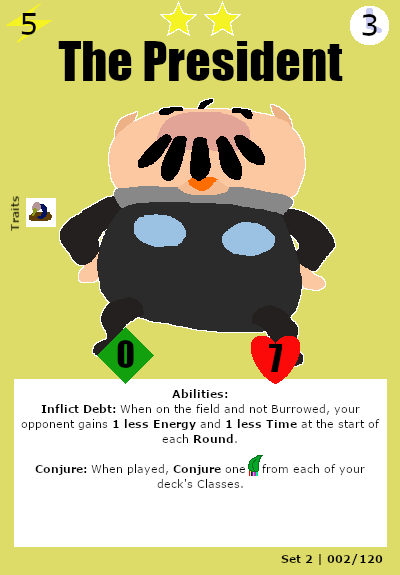 5
3
The President
Traits
0
7
Abilities:
Inflict Debt: When on the field and not Burrowed, your
opponent gains 1 less Energy and 1 less Time at the start of
each Round.
Conjure: When played, Conjure one from each of your
deck's Classes.
Set 2 | 002/120